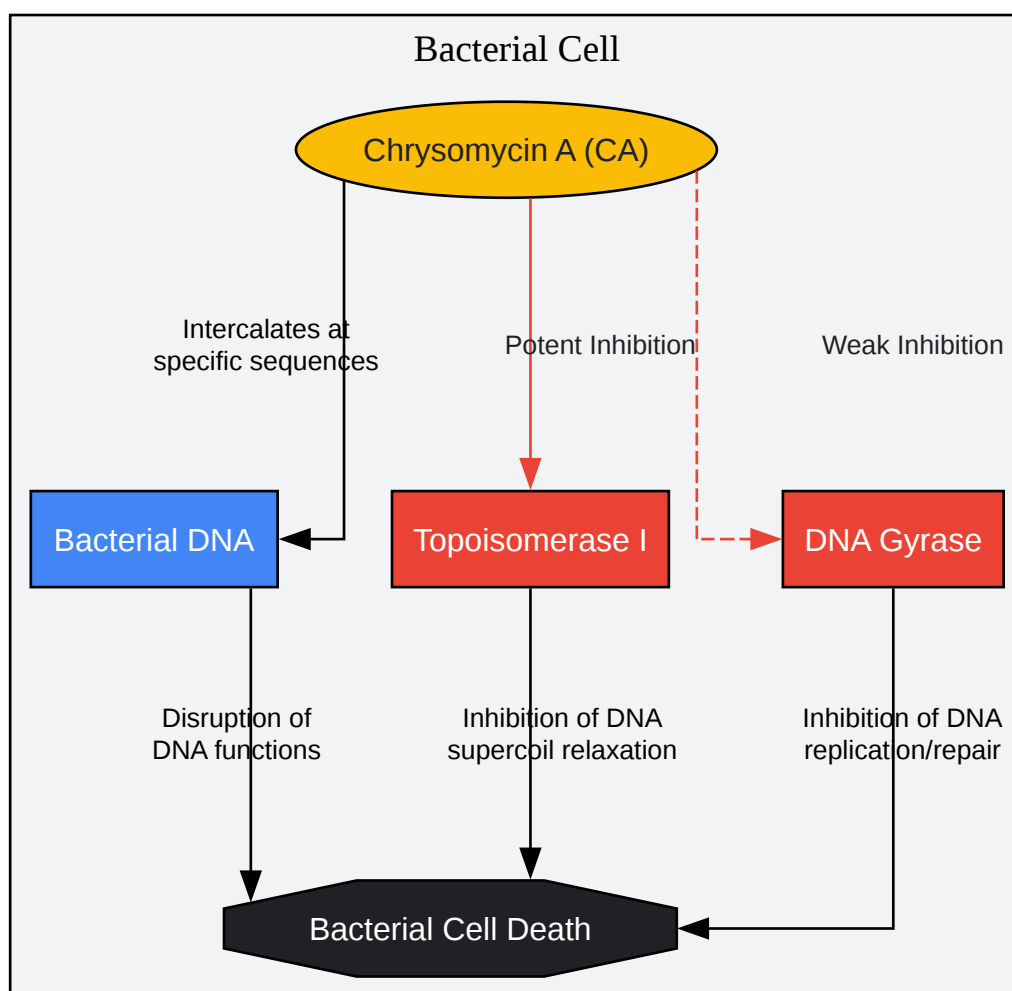 Bacterial Cell
Chrysomycin A (CA)
Intercalates at
specific sequences
Potent Inhibition
Weak Inhibition
Bacterial DNA
Topoisomerase I
DNA Gyrase
Disruption of
DNA functions
Inhibition of DNA
supercoil relaxation
Inhibition of DNA
replication/repair
Bacterial Cell Death